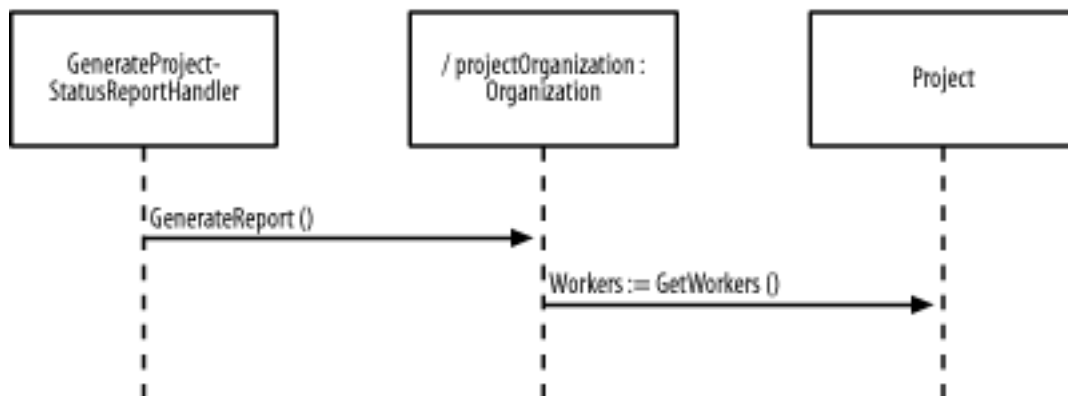 GenerateProject-
StatusReportHandler
/ projectOrganization :
Organization
Project
GenerateReport ()
Workers := GetWorkers ()